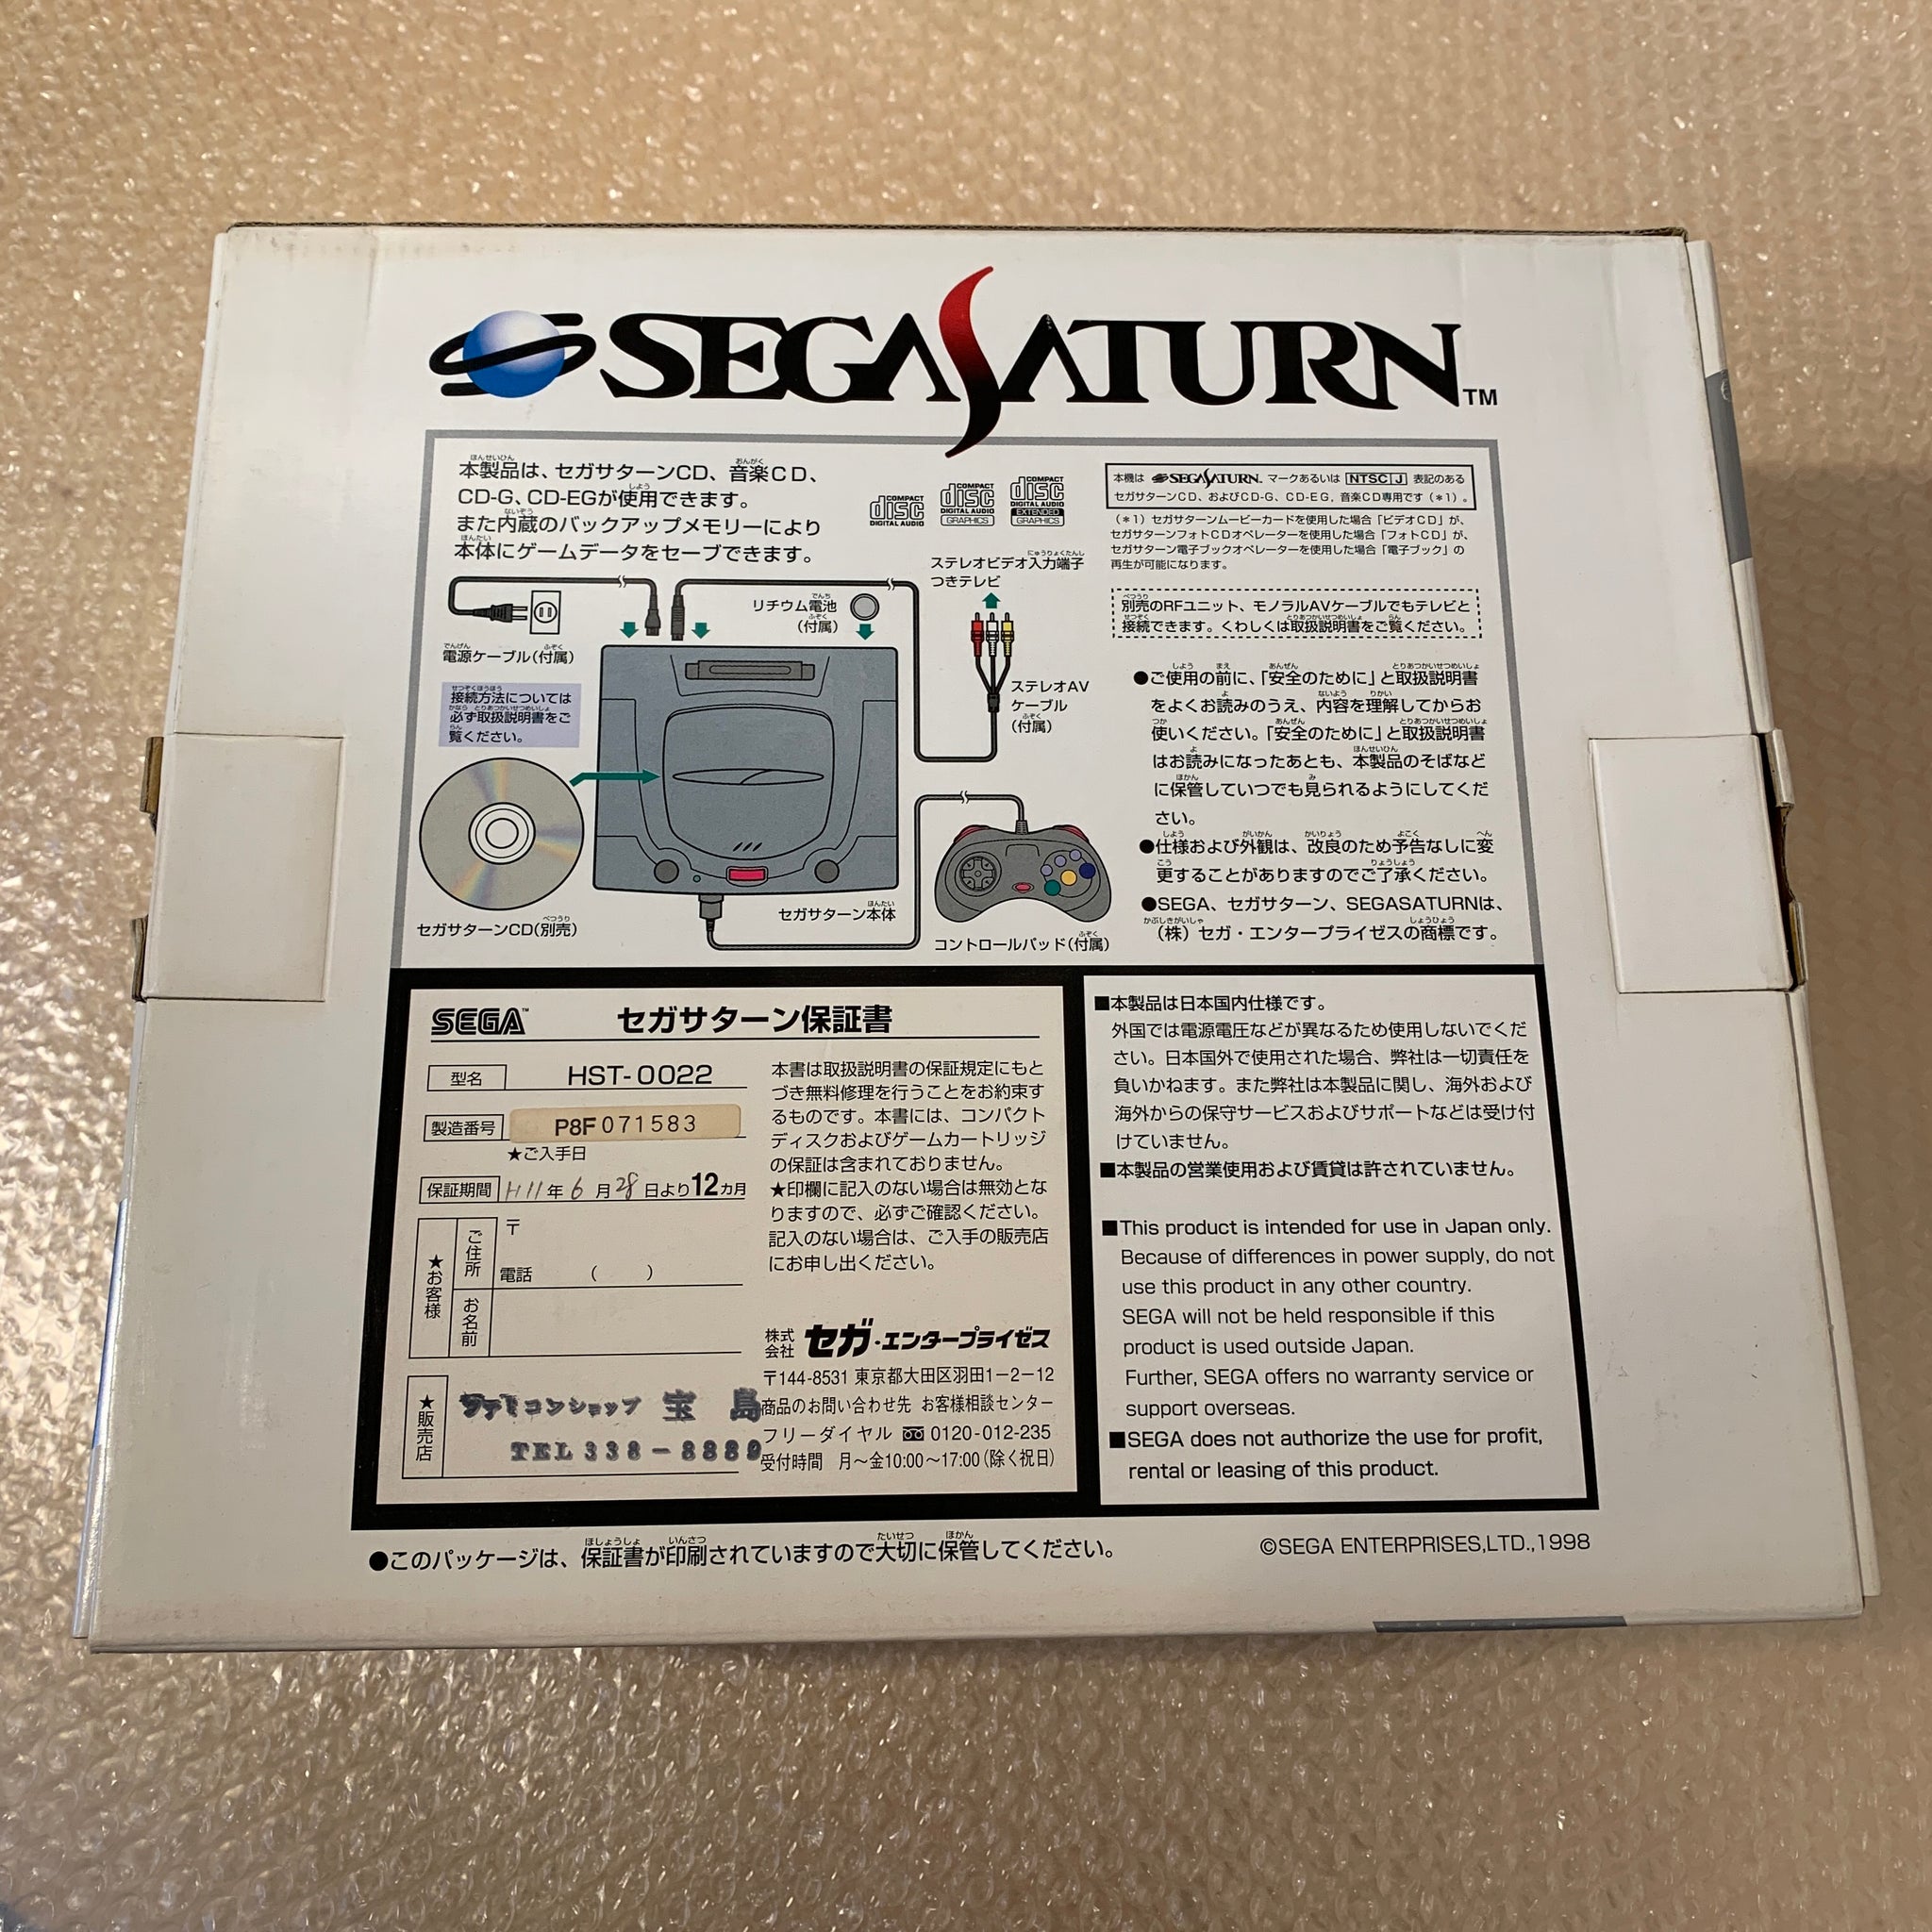 SEGASATURN™
本製品は、セガサターンCD、音楽CD、
CD-G、CD-EGが使用できます。
また内蔵のバックアップメモリーにより
本体にゲームデータをセーブできます。
COMPACT disc DIGITAL AUDIO
COMPACT disc DIGITAL AUDIO GRAPHICS
COMPACT disc DIGITAL AUDIO EXTENDED GRAPHICS
本機は SEGASATURN. マークあるいは NTSC J 表記のある
セガサターンCD、およびCD-G、CD-EG、音楽CD専用です(*1)。
(*1)セガサターンムービーカードを使用した場合「ビデオCD」が、
セガサターンフォトCDオペレーターを使用した場合「フォトCD」が、
セガサターン電子ブックオペレーターを使用した場合「電子ブック」の
再生が可能になります。
ステレオビデオ入力端子
つきテレビ
リチウム電池
(付属)
電源ケーブル(付属)
接続方法については
必ず取扱説明書をご
覧ください。
ステレオAV
ケーブル
(付属)
セガサターンCD(別売)
セガサターン本体
コントロールパッド(付属)
別売のRFユニット、モノラルAVケーブルでもテレビと
接続できます。くわしくは取扱説明書をご覧ください。
●ご使用の前に、「安全のために」と取扱説明書
をよくお読みのうえ、内容を理解してからお
使いください。「安全のために」と取扱説明書
はお読みになったあとも、本製品のそばなど
に保管していつでも見られるようにしてくだ
さい。
●仕様および外観は、改良のため予告なしに変
更することがありますのでご了承ください。
●SEGA、セガサターン、SEGASATURNは、
(株)セガ・エンタープライゼスの商標です。
SEGA™ セガサターン保証書
型名 HST-0022
製造番号 P8F071583
★ご入手日
保証期間 H11年6月28日より12カ月
★お客様
ご住所
〒
電話 ( )
お名前
★販売店
ファミコンショップ 宝島
TEL 338-8889
本書は取扱説明書の保証規定にもと
づき無料修理を行うことをお約束す
るものです。本書には、コンパクト
ディスクおよびゲームカートリッジ
の保証は含まれておりません。
★印欄に記入のない場合は無効とな
りますので、必ずご確認ください。
記入のない場合は、ご入手の販売店
にお申し出ください。
株式会社 セガ・エンタープライゼス
〒144-8531 東京都大田区羽田1-2-12
商品のお問い合わせ先 お客様相談センター
フリーダイヤル 0120-012-235
受付時間 月〜金10:00〜17:00(除く祝日)
■本製品は日本国内仕様です。
外国では電源電圧などが異なるため使用しないでくだ
さい。日本国外で使用された場合、弊社は一切責任を
負いかねます。また弊社は本製品に関し、海外および
海外からの保守サービスおよびサポートなどは受け付
けていません。
■本製品の営業使用および賃貸は許されていません。
■This product is intended for use in Japan only.
Because of differences in power supply, do not
use this product in any other country.
SEGA will not be held responsible if this
product is used outside Japan.
Further, SEGA offers no warranty service or
support overseas.
■SEGA does not authorize the use for profit,
rental or leasing of this product.
●このパッケージは、保証書が印刷されていますので大切に保管してください。
©SEGA ENTERPRISES,LTD.,1998